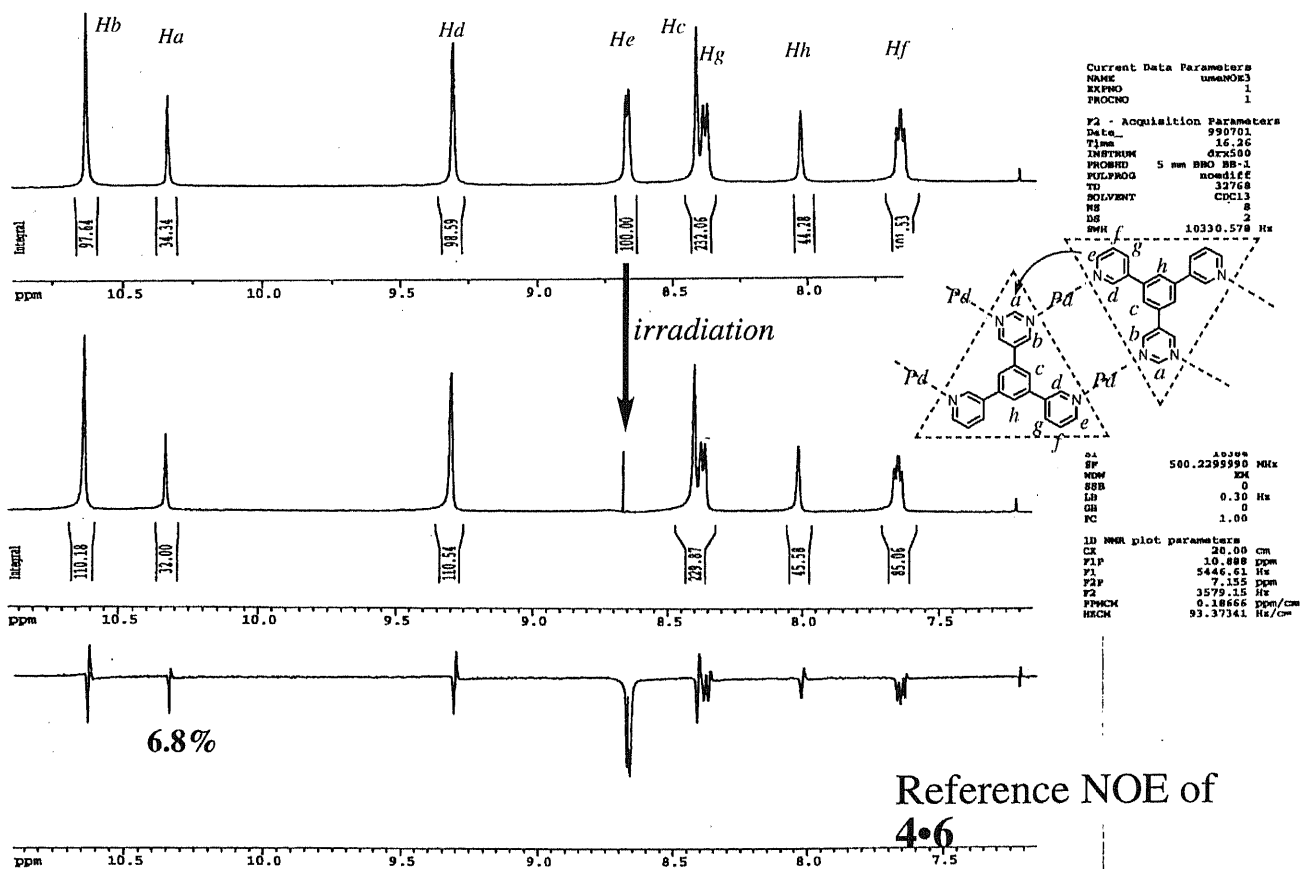 Hb Ha Hd He Hc Hg Hh Hf
Integral
97.64 34.34 98.59 100.00 232.06 44.28
ppm 10.5 10.0 9.5 9.0 8.5 8.0
irradiation
Integral
110.18 32.00 110.54 229.87 45.58 85.06
ppm 10.5 10.0 9.5 9.0 8.5 8.0 7.5
6.8%
ppm 10.5 10.0 9.5 9.0 8.5 8.0 7.5
Current Data Parameters
NAME umeNOE3
EXPNO 1
PROCNO 1
F2 - Acquisition Parameters
Date_ 990701
Time 16.26
INSTRUM drx500
PROBHD 5 mm BBO BB-1
PULPROG noediff
TD 32768
SOLVENT CDCl3
NS 8
DS 2
SWH 10330.578 Hz
f
e g h
N N
d
Pd a Pd c
N N b
b N N
c a
Pd d Pd
N N
h g e
f
SF 500.2299990 MHz
WDW EM
SSB 0
LB 0.30 Hz
GB 0
PC 1.00
1D NMR plot parameters
CX 20.00 cm
F1P 10.888 ppm
F1 5446.61 Hz
F2P 7.155 ppm
F2 3579.15 Hz
PPMCM 0.18666 ppm/cm
HZCM 93.37341 Hz/cm
Reference NOE of
4•6